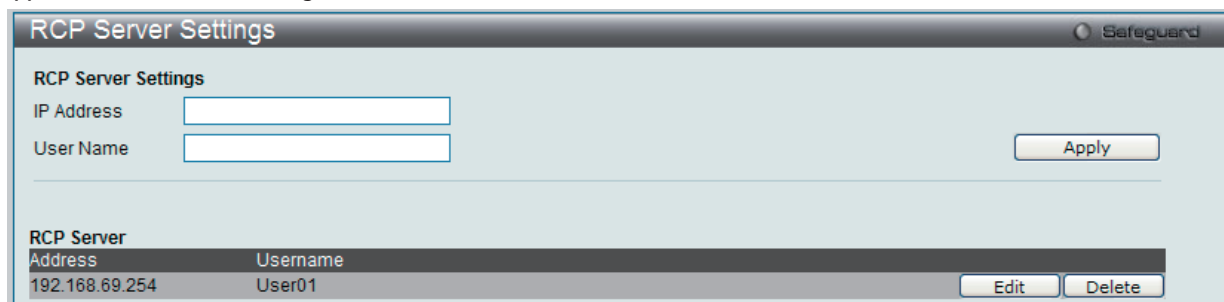 RCP Server Settings Safeguard
RCP Server Settings
IP Address
User Name Apply
RCP Server
Address Username
192.168.69.254 User01 Edit Delete